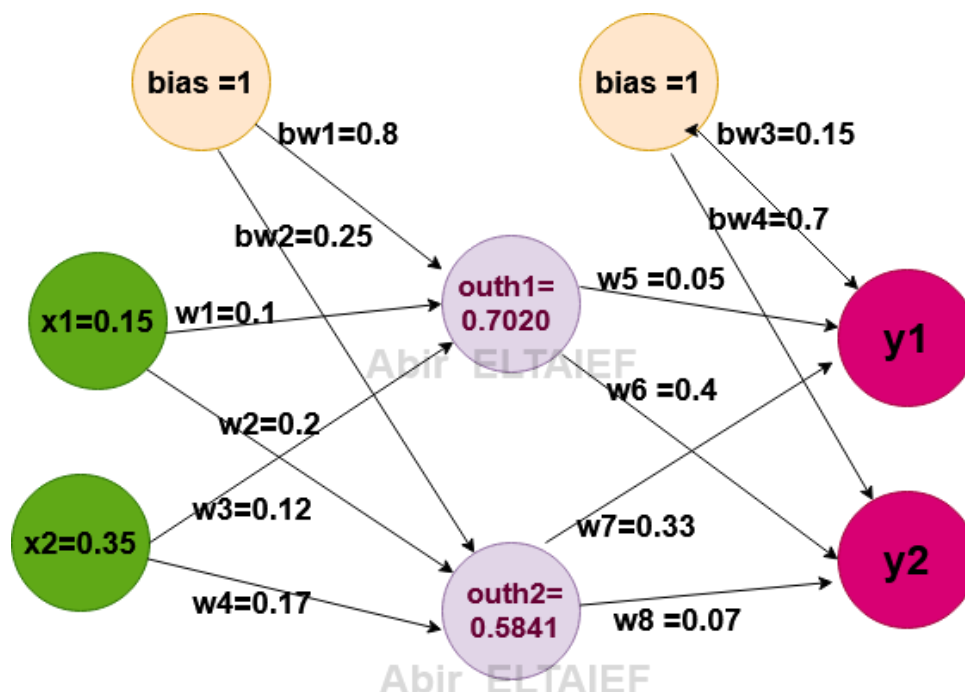 bias =1
bias =1
bw1=0.8
bw3=0.15
bw2=0.25
bw4=0.7
x1=0.15
w1=0.1
outh1=
0.7020
w5 =0.05
y1
Abir ELTAIEF
w2=0.2
w6 =0.4
w3=0.12
w7=0.33
x2=0.35
w4=0.17
outh2=
0.5841
w8 =0.07
y2
Abir ELTAIEF